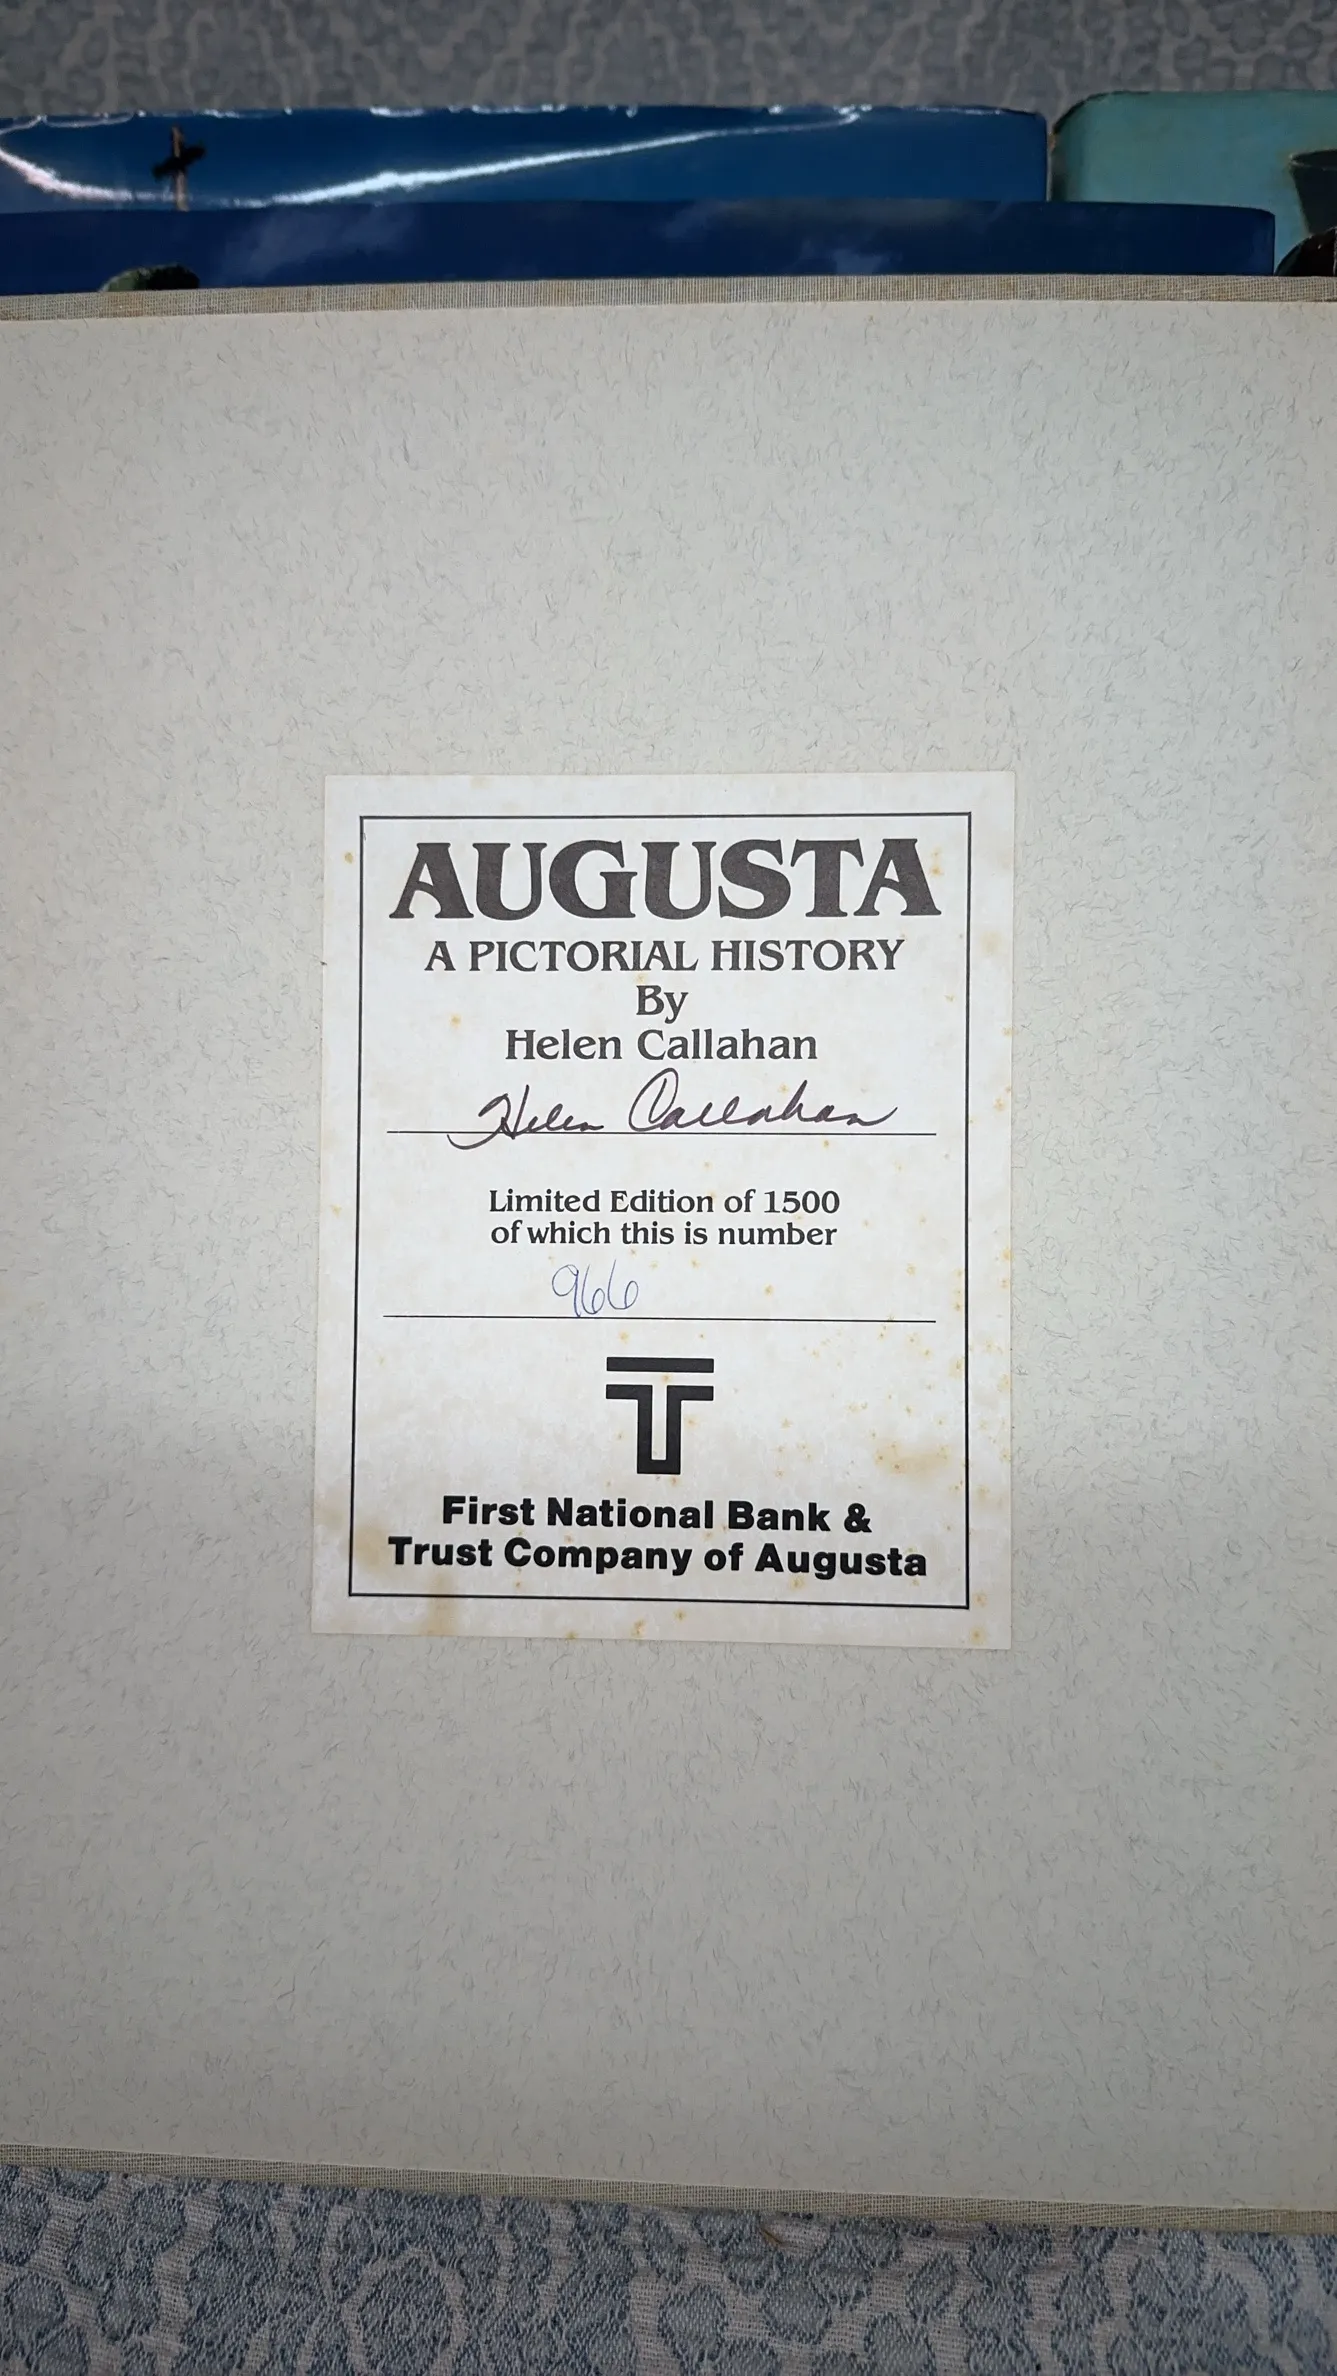 AUGUSTA
A PICTORIAL HISTORY
By
Helen Callahan
Helen Callahan
Limited Edition of 1500
of which this is number
966
First National Bank &
Trust Company of Augusta